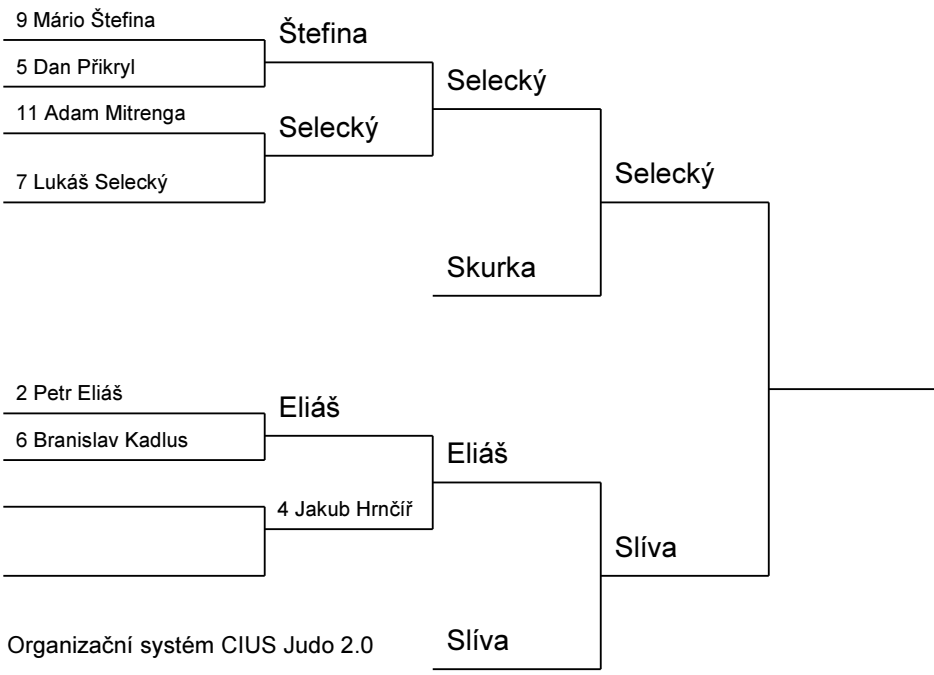 9 Mário Štefina
Štefina
5 Dan Přikryl
Selecký
11 Adam Mitrenga
Selecký
Selecký
7 Lukáš Selecký
Skurka
2 Petr Eliáš
Eliáš
6 Branislav Kadlus
Eliáš
4 Jakub Hrnčíř
Slíva
Organizační systém CIUS Judo 2.0
Slíva